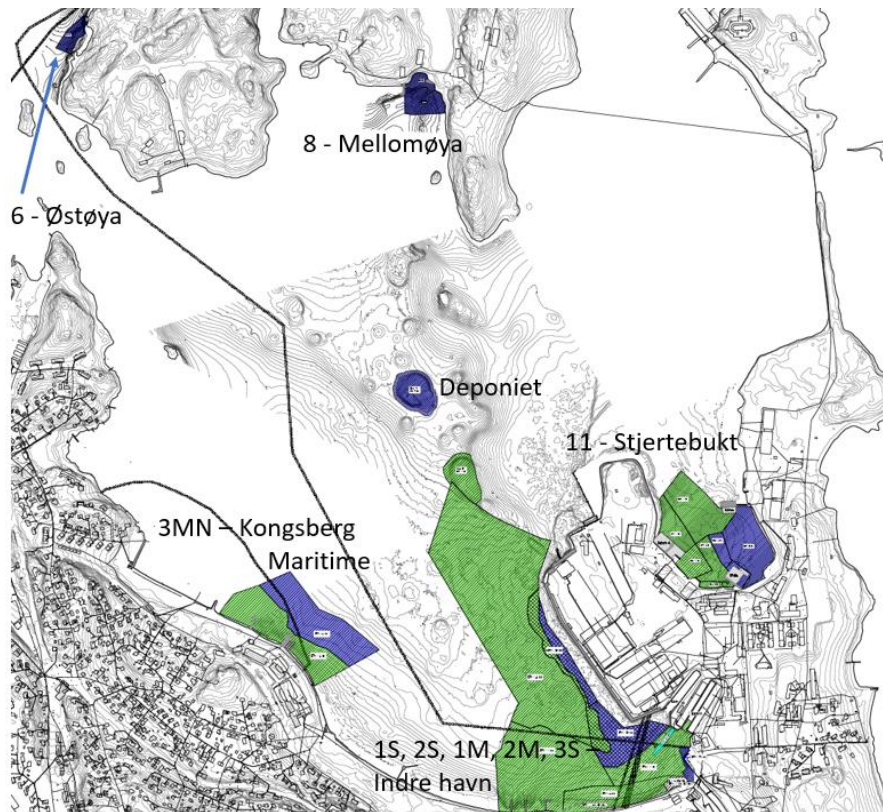 8 - Mellomøya
6 - Østøya
Deponiet
11 - Stjertebukt
3MN – Kongsberg
Maritime
1S, 2S, 1M, 2M, 3S –
Indre havn